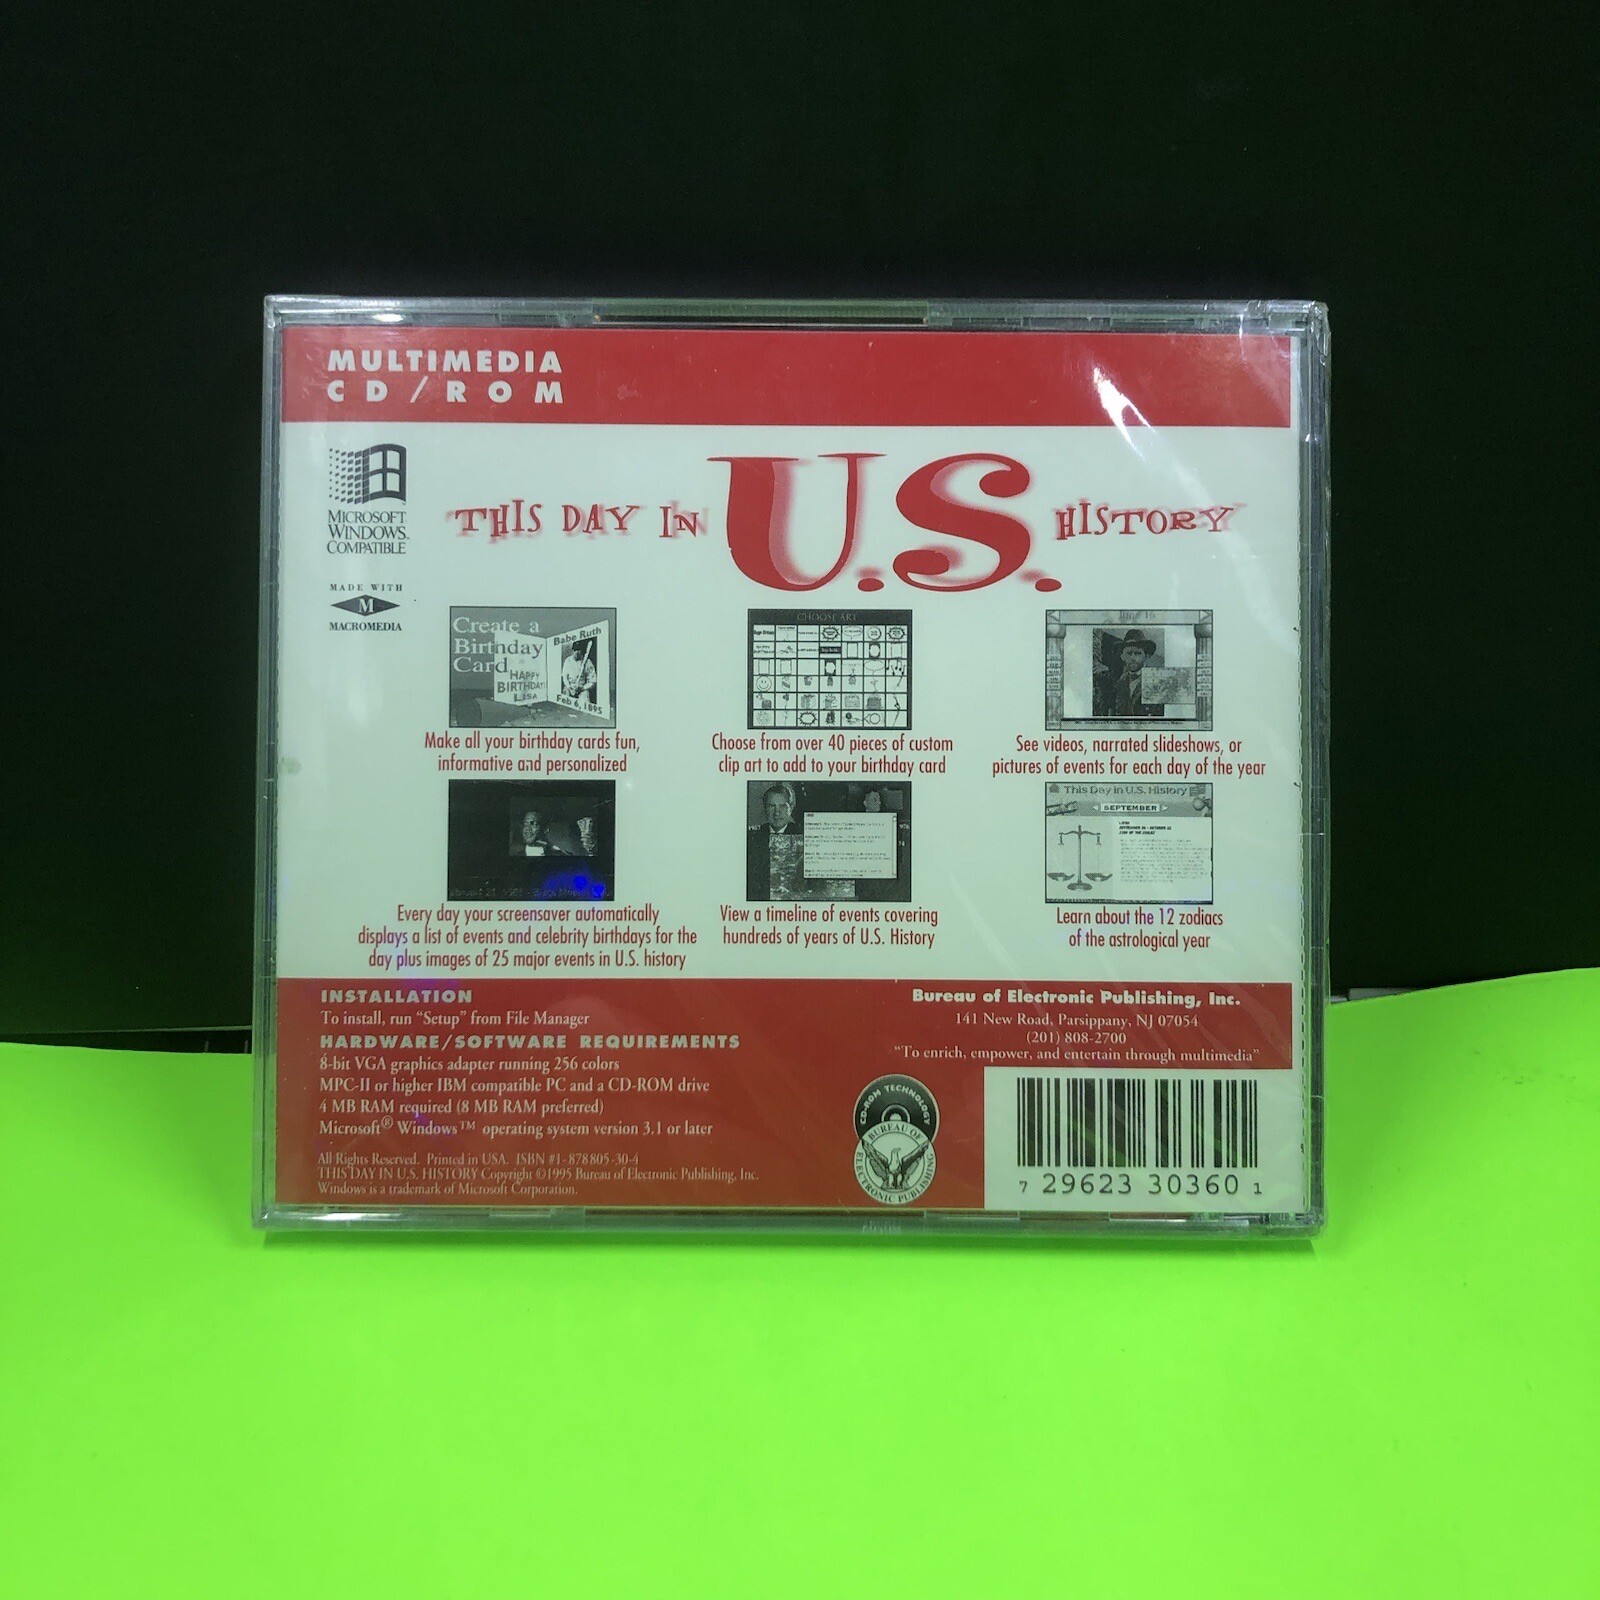 MULTIMEDIA
CD/ROM
MICROSOFT
WINDOWS™
COMPATIBLE
MADE WITH
M
MACROMEDIA
THIS DAY IN U.S. HISTORY
Create a
Birthday
Card
HAPPY
BIRTHDAY
LISA
Babe Ruth
Feb 6, 1895
Make all your birthday cards fun,
informative and personalized
CHOOSE ART
Choose from over 40 pieces of custom
clip art to add to your birthday card
June 16
See videos, narrated slideshows, or
pictures of events for each day of the year
Every day your screensaver automatically
displays a list of events and celebrity birthdays for the
day plus images of 25 major events in U.S. history
View a timeline of events covering
hundreds of years of U.S. History
This Day in U.S. History
SEPTEMBER
Learn about the 12 zodiacs
of the astrological year
INSTALLATION
To install, run “Setup” from File Manager
HARDWARE/SOFTWARE REQUIREMENTS
8-bit VGA graphics adapter running 256 colors
MPC-II or higher IBM compatible PC and a CD-ROM drive
4 MB RAM required (8 MB RAM preferred)
Microsoft® Windows™ operating system version 3.1 or later
All Rights Reserved. Printed in USA. ISBN #1-878805-30-4
THIS DAY IN U.S. HISTORY Copyright ©1995 Bureau of Electronic Publishing, Inc.
Windows is a trademark of Microsoft Corporation.
Bureau of Electronic Publishing, Inc.
141 New Road, Parsippany, NJ 07054
(201) 808-2700
“To enrich, empower, and entertain through multimedia”
CD-ROM TECHNOLOGY
BUREAU OF
ELECTRONIC PUBLISHING
7 29623 30360 1